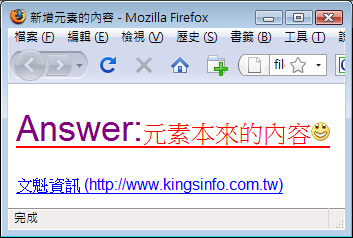 新增元素的內容 - Mozilla Firefox
檔案 (F) 編輯 (E) 檢視 (V) 歷史 (S) 書籤 (B) 工具 (T)
file
Answer:元素本來的內容
文魁資訊 (http://www.kingsinfo.com.tw)
完成